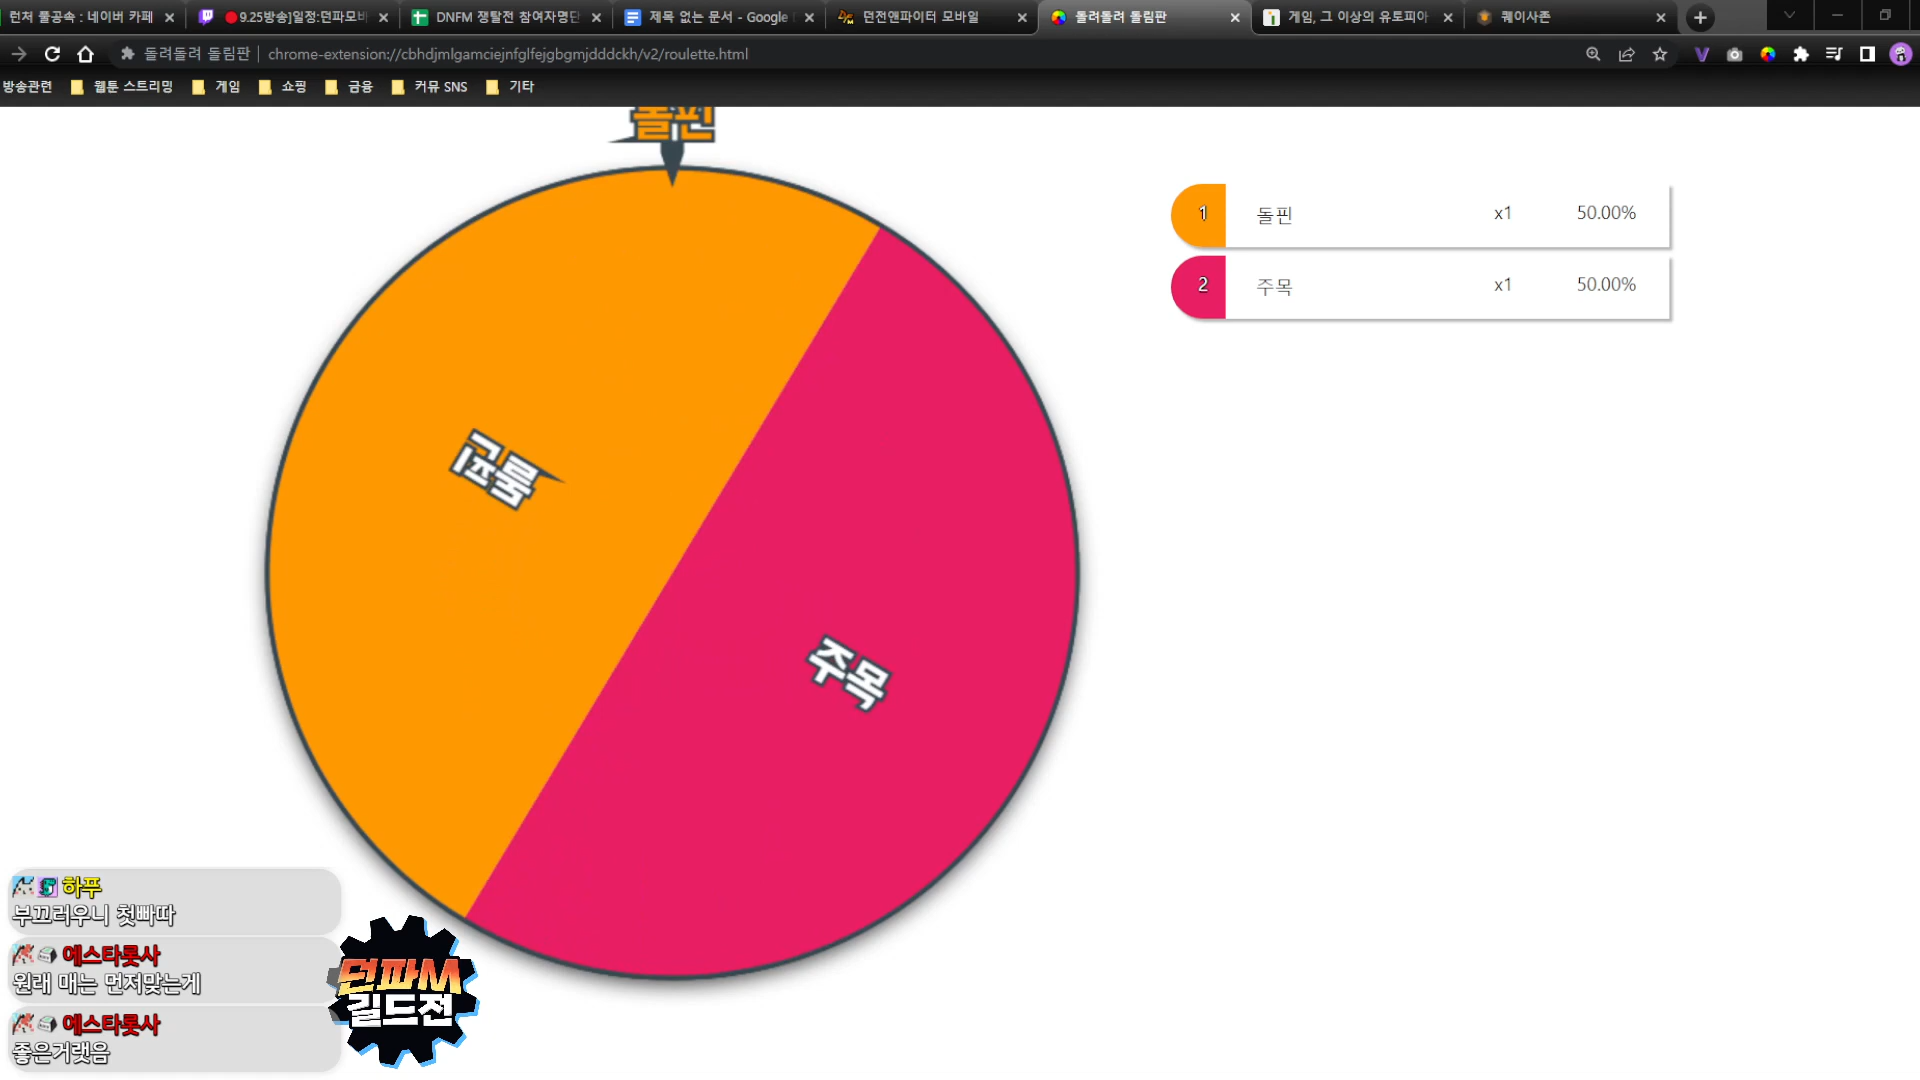 런처 풀공속 : 네이버 카페
9.25방송]일정:던파모바
DNFM 쟁탈전 참여자명단
제목 없는 문서 - Google
던전앤파이터 모바일
돌려돌려 돌림판
게임, 그 이상의 유토피아
퀘이사존
돌려돌려 돌림판
chrome-extension://cbhdjmlgamciejnfglfejgbgmjdddckh/v2/roulette.html
방송관련
웹툰 스트리밍
게임
쇼핑
금융
커뮤 SNS
기타
돌핀
1 돌핀 x1 50.00%
2 주목 x1 50.00%
돌핀
주목
하푸
부끄러우니 첫빠따
에스타롯사
원래 매는 먼저맞는게
에스타롯사
좋은거랫음
던파M
길드전